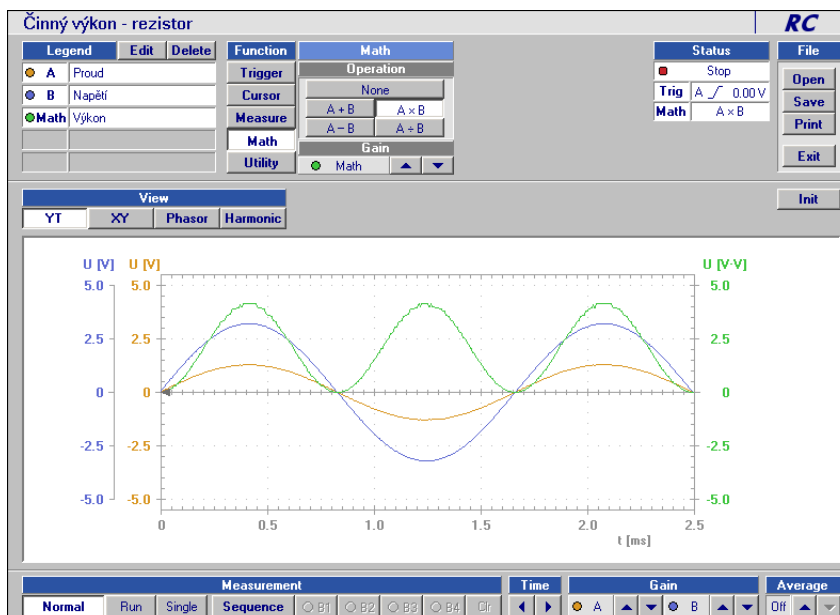 Činný výkon - rezistor RC
Legend Edit Delete Function Math Status File
A Proud Trigger Operation Stop Open
B Napětí Cursor None Trig A 0.00 V Save
Math Výkon Measure A + B A × B Math A × B Print
Math A − B A ÷ B
Utility Gain Exit
Math
View Init
YT XY Phasor Harmonic
U [V] U [V] U [V·V]
5.0 5.0 5.0
2.5 2.5 2.5
0 0 0
-2.5 -2.5 -2.5
-5.0 -5.0 -5.0
0 0.5 1.0 1.5 2.0 2.5
t [ms]
Measurement Time Gain Average
Normal Run Single Sequence B1 B2 B3 B4 Clr A B Off